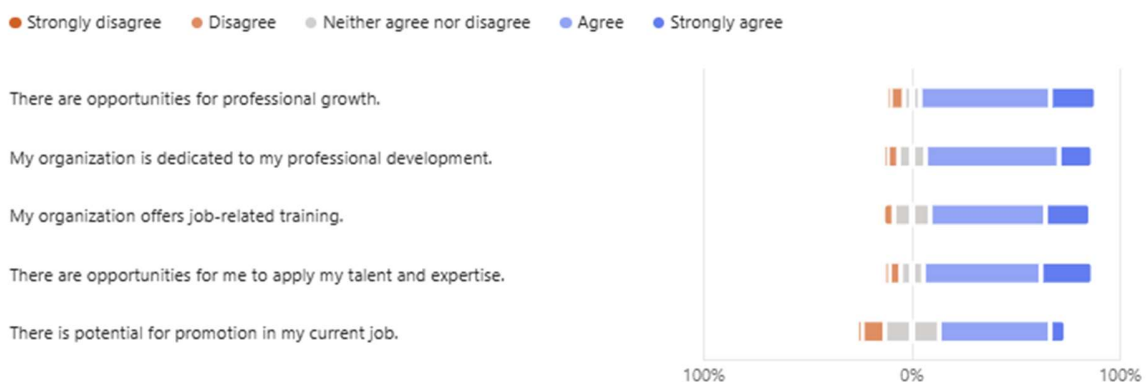 Strongly disagree Disagree Neither agree nor disagree Agree Strongly agree
There are opportunities for professional growth.
My organization is dedicated to my professional development.
My organization offers job-related training.
There are opportunities for me to apply my talent and expertise.
There is potential for promotion in my current job.
100% 0% 100%